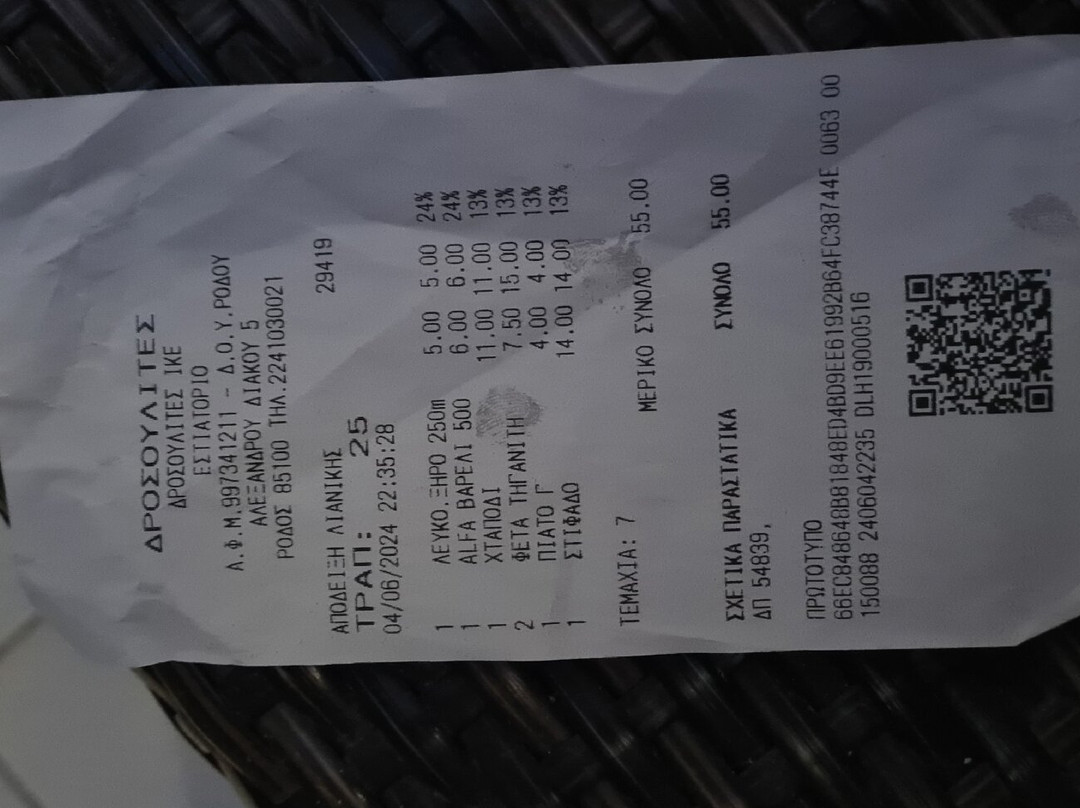 ΔΡΟΣΟΥΛΙΤΕΣ
ΔΡΟΣΟΥΛΙΤΕΣ ΙΚΕ
ΕΣΤΙΑΤΟΡΙΟ
Α.Φ.Μ.997341211 - Δ.Ο.Υ.ΡΟΔΟΥ
ΑΛΕΞΑΝΔΡΟΥ ΔΙΑΚΟΥ 5
ΡΟΔΟΣ 85100 ΤΗΛ.2241030021
ΑΠΟΔΕΙΞΗ ΛΙΑΝΙΚΗΣ 29419
ΤΡΑΠ: 25
04/06/2024 22:35:28
1 ΛΕΥΚΟ.ΞΗΡΟ 250m 5.00 5.00 24%
1 ALFA ΒΑΡΕΛΙ 500 6.00 6.00 24%
1 ΧΤΑΠΟΔΙ 11.00 11.00 13%
2 ΦΕΤΑ ΤΗΓΑΝΙΤΗ 7.50 15.00 13%
1 ΠΙΑΤΟ Γ 4.00 4.00 13%
1 ΣΤΙΦΑΔΟ 14.00 14.00 13%
ΤΕΜΑΧΙΑ: 7 ΜΕΡΙΚΟ ΣΥΝΟΛΟ 55.00
ΣΧΕΤΙΚΑ ΠΑΡΑΣΤΑΤΙΚΑ ΣΥΝΟΛΟ 55.00
ΔΠ 54839,
ΠΡΩΤΟΤΥΠΟ
66EC848648B81848ED4BD9EE61992B64FC38744E 0063 00
150088 2406042235 DLH19000516